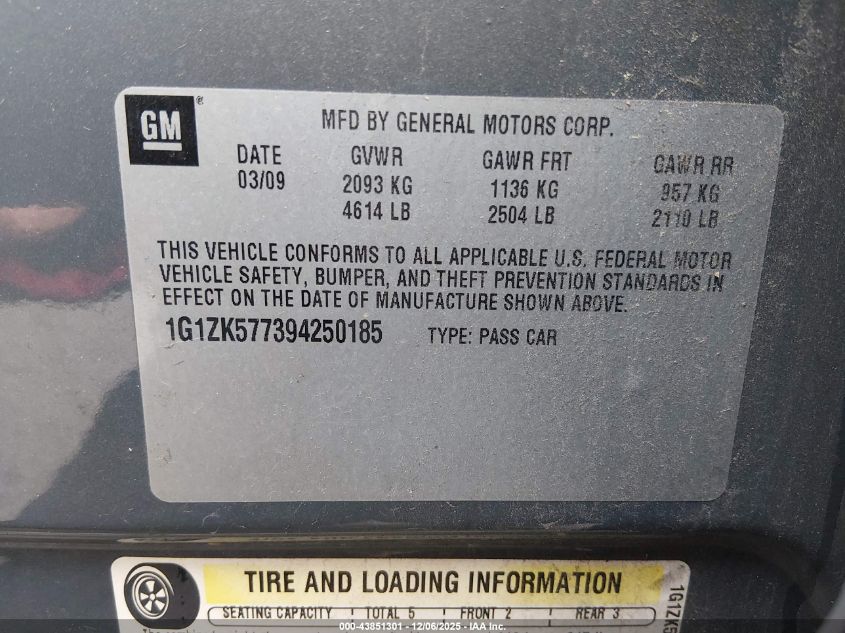 GM®
MFD BY GENERAL MOTORS CORP.
DATE GVWR GAWR FRT GAWR RR
03/09 2093 KG 1136 KG 957 KG
4614 LB 2504 LB 2110 LB
THIS VEHICLE CONFORMS TO ALL APPLICABLE U.S. FEDERAL MOTOR
VEHICLE SAFETY, BUMPER, AND THEFT PREVENTION STANDARDS IN
EFFECT ON THE DATE OF MANUFACTURE SHOWN ABOVE.
1G1ZK577394250185 TYPE: PASS CAR
TIRE AND LOADING INFORMATION
SEATING CAPACITY TOTAL 5 FRONT 2 REAR 3
1G1ZK5
000-43851301 - 12/06/2025 - IAA Inc.